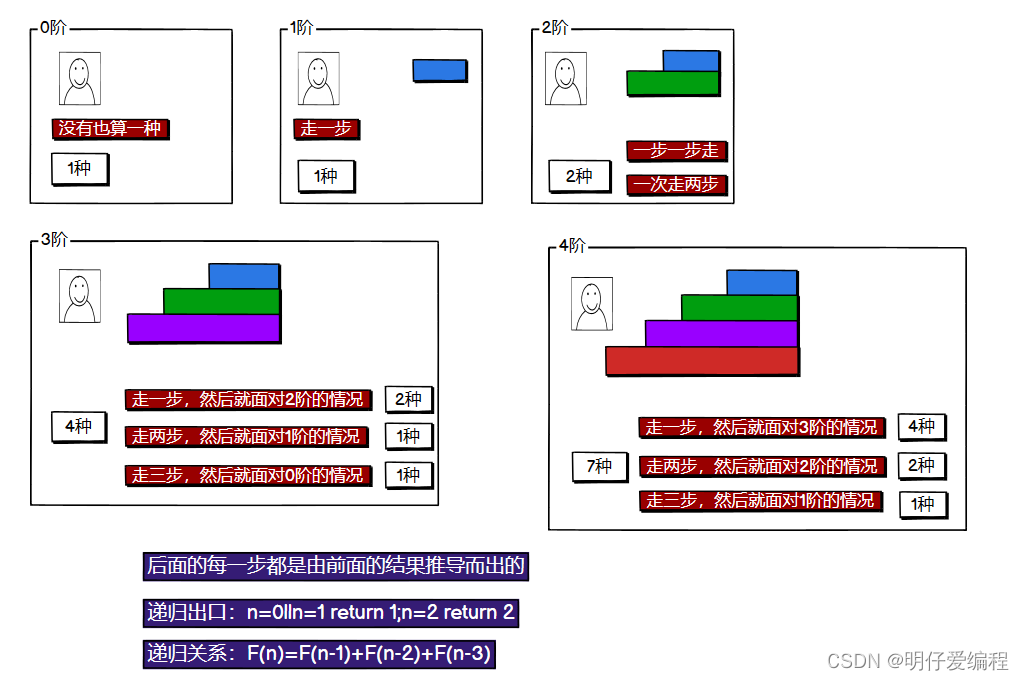 0阶
没有也算一种
1种
1阶
走一步
1种
2阶
一步一步走
一次走两步
2种
3阶
走一步，然后就面对2阶的情况
2种
走两步，然后就面对1阶的情况
1种
走三步，然后就面对0阶的情况
1种
4种
4阶
走一步，然后就面对3阶的情况
4种
走两步，然后就面对2阶的情况
2种
走三步，然后就面对1阶的情况
1种
7种
后面的每一步都是由前面的结果推导而出的
递归出口：n=0||n=1 return 1;n=2 return 2
递归关系：F(n)=F(n-1)+F(n-2)+F(n-3)
CSDN @明仔爱编程